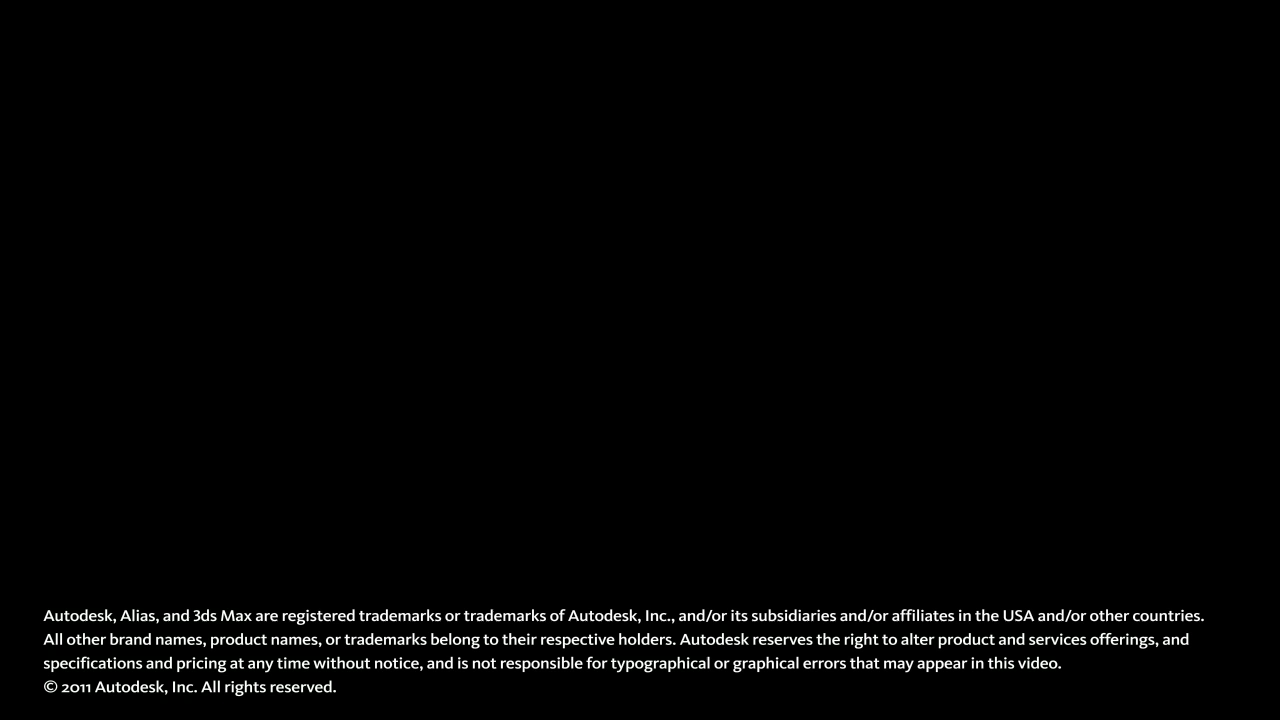 Autodesk, Alias, and 3ds Max are registered trademarks or trademarks of Autodesk, Inc., and/or its subsidiaries and/or affiliates in the USA and/or other countries.
All other brand names, product names, or trademarks belong to their respective holders. Autodesk reserves the right to alter product and services offerings, and
specifications and pricing at any time without notice, and is not responsible for typographical or graphical errors that may appear in this video.
© 2011 Autodesk, Inc. All rights reserved.